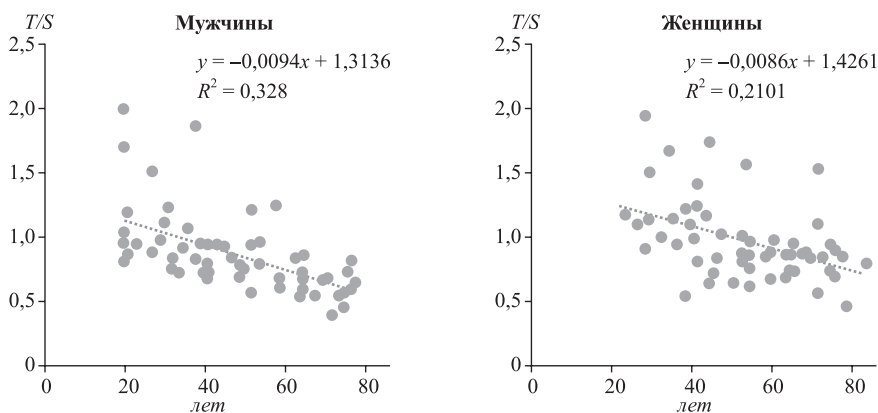 T/S
Мужчины
2,5
y = –0,0094x + 1,3136
R² = 0,328
2,0
1,5
1,0
0,5
0
0 20 40 60 80
лет
T/S
Женщины
2,5
y = –0,0086x + 1,4261
R² = 0,2101
2,0
1,5
1,0
0,5
0
0 20 40 60 80
лет